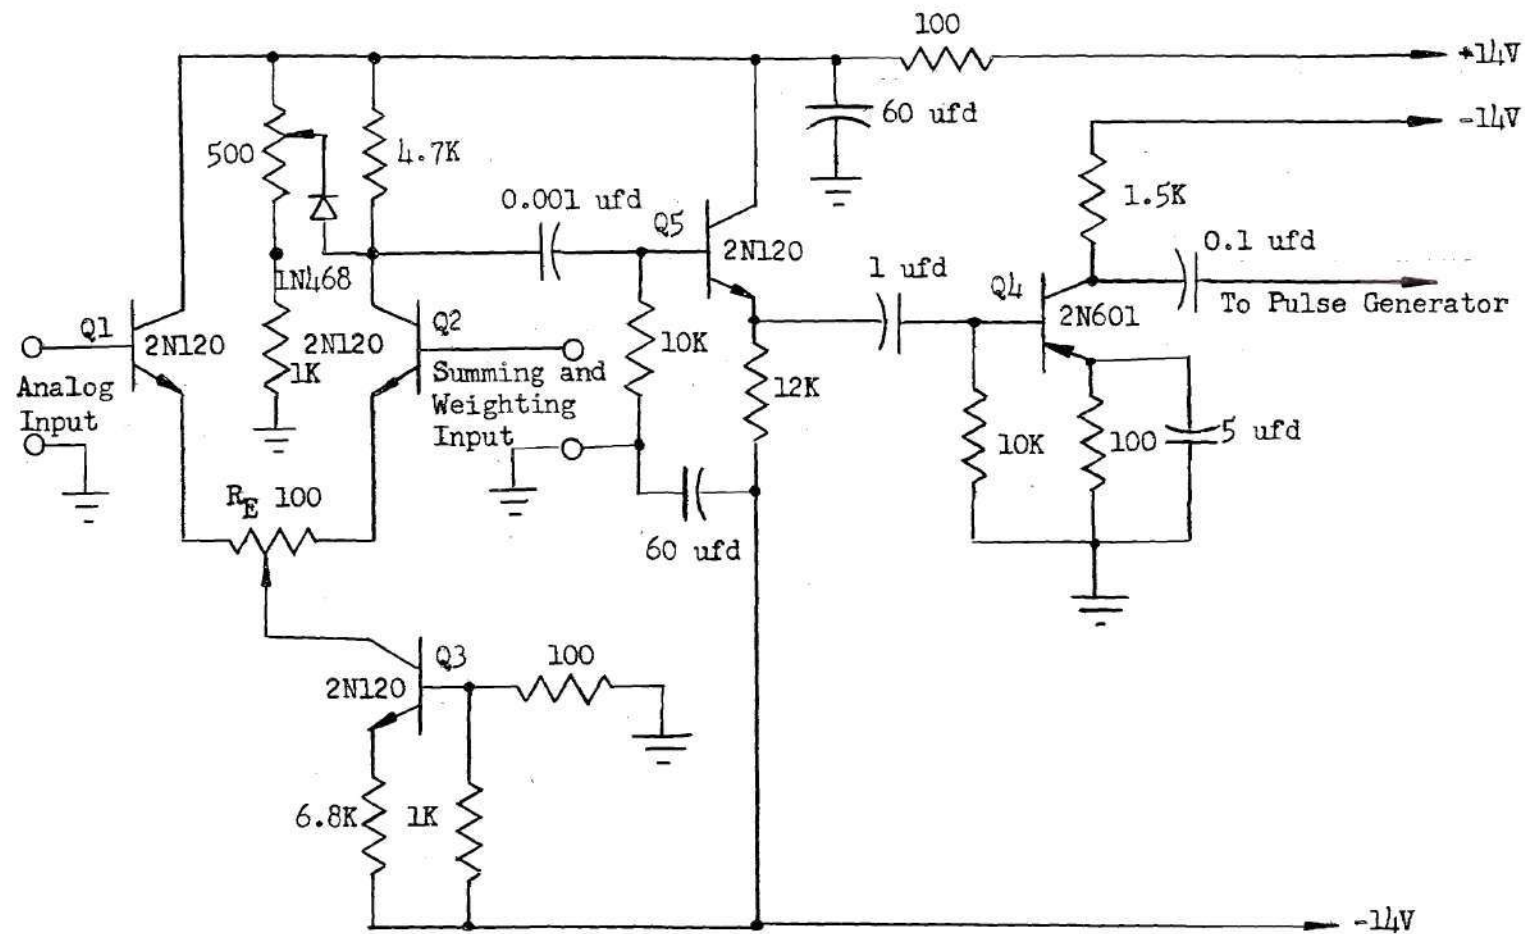 100
+14V
60 ufd
-14V
500
4.7K
1.5K
0.001 ufd
Q5
2N120
0.1 ufd
1 ufd
1N468
Q4
2N601
To Pulse Generator
Q1
2N120
2N120
Q2
10K
1K
Analog
Input
Summing and
Weighting
Input
12K
10K
100
5 ufd
RE 100
60 ufd
Q3
2N120
100
6.8K
1K
-14V